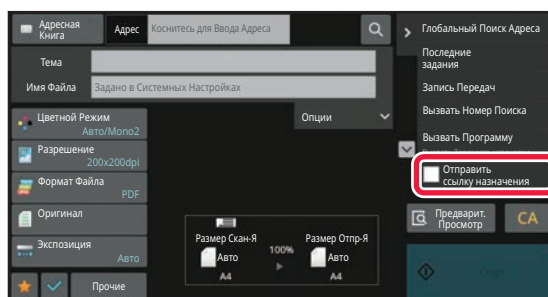 Адресная
Книга
Адрес
Коснитесь для Ввода Адреса
Тема
Имя Файла
Задано в Системных Настройках
Цветной Режим
Авто/Mono2
Разрешение
200x200dpi
Формат Файла
PDF
Оригинал
Экспозиция
Авто
Прочие
Опции
Размер Скан-Я
Авто
A4
100%
Размер Отпр-Я
Авто
A4
Глобальный Поиск Адреса
Последние
задания
Запись Передач
Вызвать Номер Поиска
Вызвать Программу
Отправить
ссылку назначения
Предварит.
Просмотр
CA